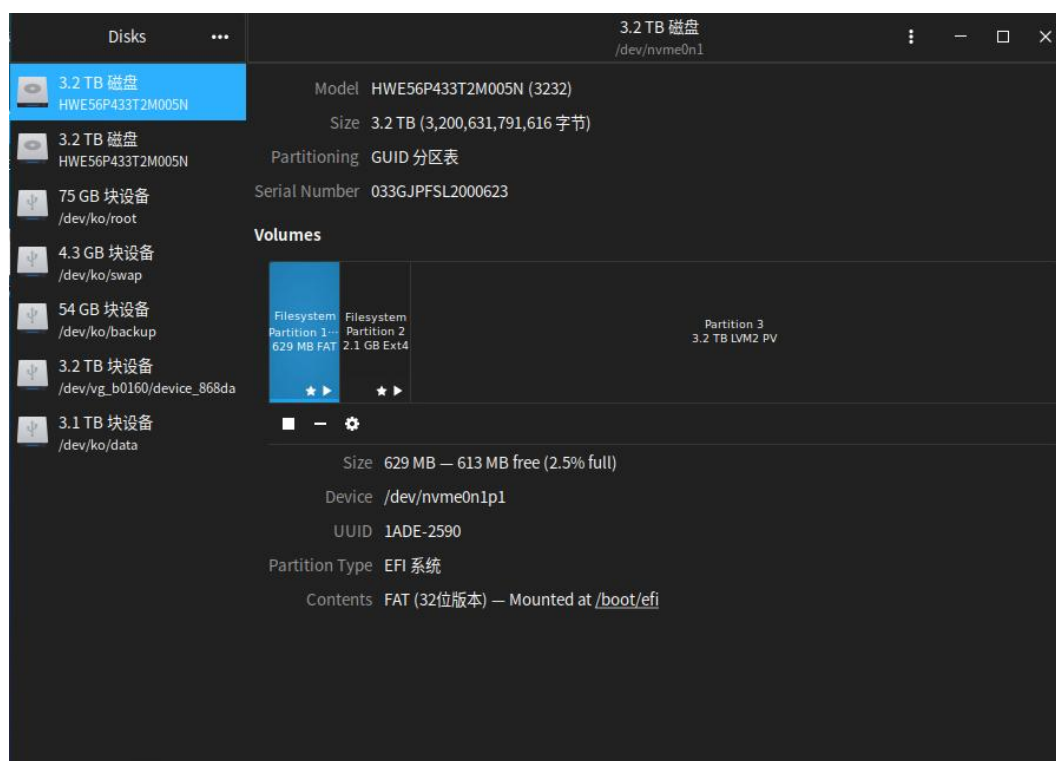 Disks
3.2 TB 磁盘
/dev/nvme0n1
3.2 TB 磁盘
HWE56P433T2M005N
3.2 TB 磁盘
HWE56P433T2M005N
75 GB 块设备
/dev/ko/root
4.3 GB 块设备
/dev/ko/swap
54 GB 块设备
/dev/ko/backup
3.2 TB 块设备
/dev/vg_b0160/device_868da
3.1 TB 块设备
/dev/ko/data
Model HWE56P433T2M005N (3232)
Size 3.2 TB (3,200,631,791,616 字节)
Partitioning GUID 分区表
Serial Number 033GJPFSL2000623
Volumes
Filesystem
Partition 1…
629 MB FAT
Filesystem
Partition 2
2.1 GB Ext4
Partition 3
3.2 TB LVM2 PV
Size 629 MB — 613 MB free (2.5% full)
Device /dev/nvme0n1p1
UUID 1ADE-2590
Partition Type EFI 系统
Contents FAT (32位版本) — Mounted at /boot/efi